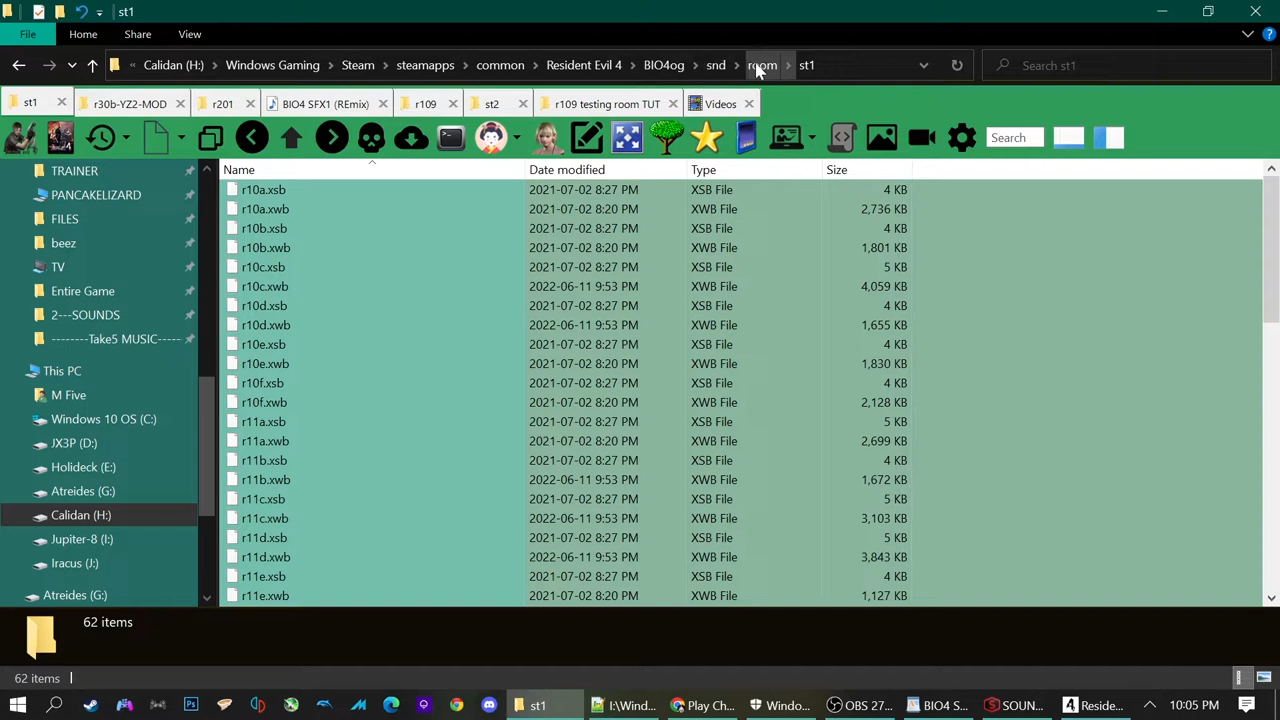 st1
File Home Share View
« Calidan (H:) › Windows Gaming › Steam › steamapps › common › Resident Evil 4 › BIO4og › snd › room › st1
Search st1
st1 r30b-YZ2-MOD r201 BIO4 SFX1 (REmix) r109 st2 r109 testing room TUT Videos
Search
TRAINER
PANCAKELIZARD
FILES
beez
TV
Entire Game
2---SOUNDS
--------Take5 MUSIC-----
This PC
M Five
Windows 10 OS (C:)
JX3P (D:)
Holideck (E:)
Atreides (G:)
Calidan (H:)
Jupiter-8 (I:)
Iracus (J:)
Atreides (G:)
Name Date modified Type Size
r10a.xsb 2021-07-02 8:27 PM XSB File 4 KB
r10a.xwb 2021-07-02 8:20 PM XWB File 2,736 KB
r10b.xsb 2021-07-02 8:27 PM XSB File 4 KB
r10b.xwb 2021-07-02 8:20 PM XWB File 1,801 KB
r10c.xsb 2021-07-02 8:27 PM XSB File 5 KB
r10c.xwb 2022-06-11 9:53 PM XWB File 4,059 KB
r10d.xsb 2021-07-02 8:27 PM XSB File 4 KB
r10d.xwb 2022-06-11 9:53 PM XWB File 1,655 KB
r10e.xsb 2021-07-02 8:27 PM XSB File 4 KB
r10e.xwb 2021-07-02 8:20 PM XWB File 1,830 KB
r10f.xsb 2021-07-02 8:27 PM XSB File 4 KB
r10f.xwb 2021-07-02 8:20 PM XWB File 2,128 KB
r11a.xsb 2021-07-02 8:27 PM XSB File 5 KB
r11a.xwb 2021-07-02 8:20 PM XWB File 2,699 KB
r11b.xsb 2021-07-02 8:27 PM XSB File 4 KB
r11b.xwb 2022-06-11 9:53 PM XWB File 1,672 KB
r11c.xsb 2021-07-02 8:27 PM XSB File 5 KB
r11c.xwb 2022-06-11 9:53 PM XWB File 3,103 KB
r11d.xsb 2021-07-02 8:27 PM XSB File 5 KB
r11d.xwb 2022-06-11 9:53 PM XWB File 3,843 KB
r11e.xsb 2021-07-02 8:27 PM XSB File 4 KB
r11e.xwb 2021-07-02 8:20 PM XWB File 1,127 KB
62 items
62 items
st1 I:\Wind... Play Ch... Window... OBS 27... BIO4 S... SOUN... Reside... 10:05 PM